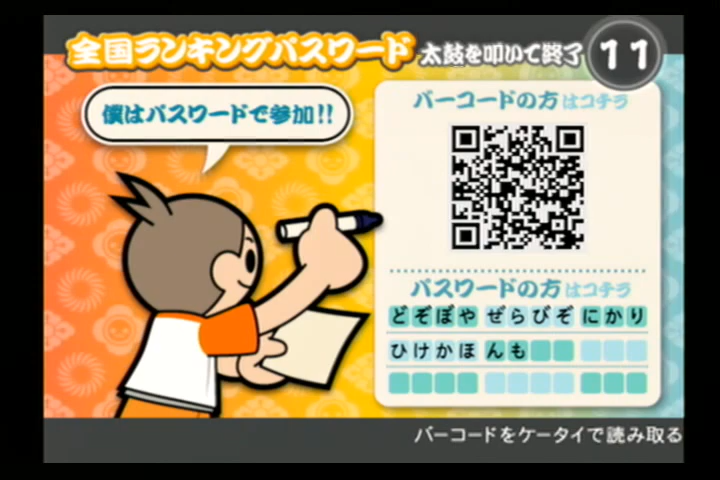 全国ランキングパスワード
太鼓を叩いて終了
11
僕はパスワードで参加!!
バーコードの方はコチラ
パスワードの方はコチラ
どぞぼや ぜらびぞ にかり
ひけかほ んも
バーコードをケータイで読み取る